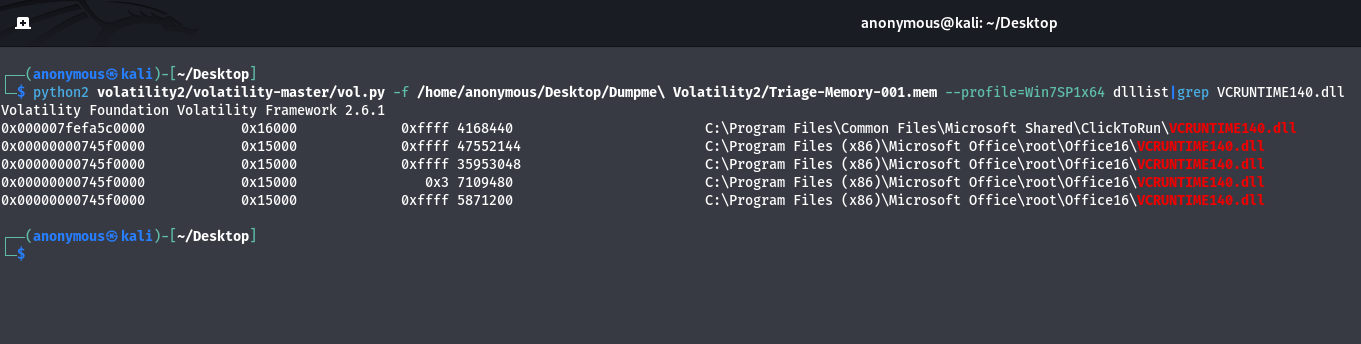 anonymous@kali: ~/Desktop
┌──(anonymous㉿kali)-[~/Desktop]
└─$ python2 volatility2/volatility-master/vol.py -f /home/anonymous/Desktop/Dumpme\ Volatility2/Triage-Memory-001.mem --profile=Win7SP1x64 dlllist|grep VCRUNTIME140.dll
Volatility Foundation Volatility Framework 2.6.1
0x000007fefa5c0000            0x16000             0xffff 4168440                        C:\Program Files\Common Files\Microsoft Shared\ClickToRun\VCRUNTIME140.dll
0x00000000745f0000            0x15000             0xffff 47552144                       C:\Program Files (x86)\Microsoft Office\root\Office16\VCRUNTIME140.dll
0x00000000745f0000            0x15000             0xffff 35953048                       C:\Program Files (x86)\Microsoft Office\root\Office16\VCRUNTIME140.dll
0x00000000745f0000            0x15000                0x3 7109480                        C:\Program Files (x86)\Microsoft Office\root\Office16\VCRUNTIME140.dll
0x00000000745f0000            0x15000             0xffff 5871200                        C:\Program Files (x86)\Microsoft Office\root\Office16\VCRUNTIME140.dll
┌──(anonymous㉿kali)-[~/Desktop]
└─$